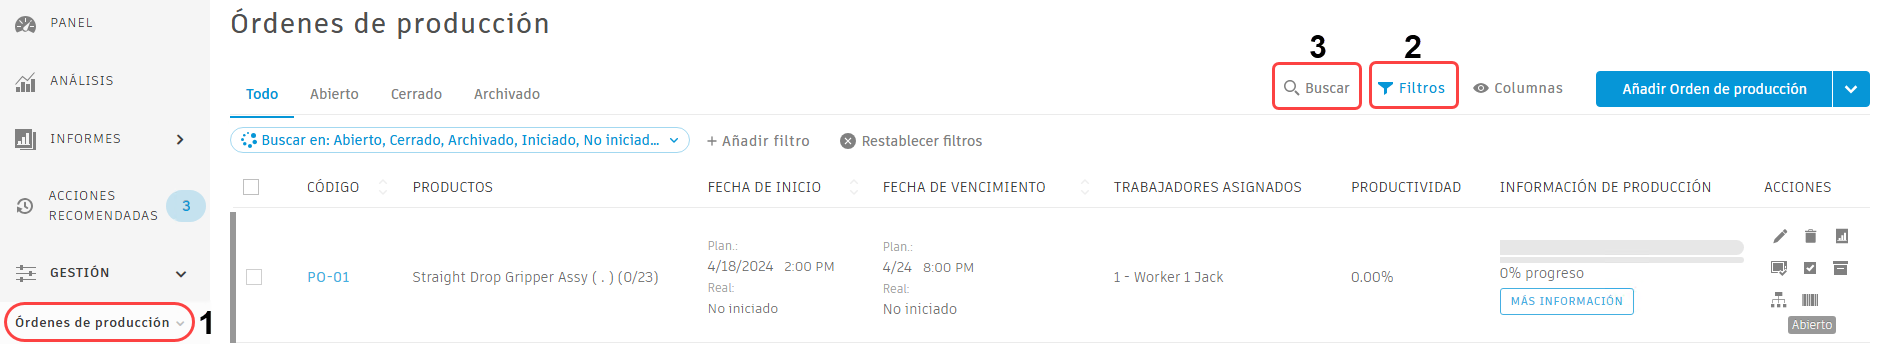 PANEL
ANÁLISIS
INFORMES
ACCIONES
RECOMENDADAS
3
GESTIÓN
Órdenes de producción
1
Órdenes de producción
3
2
Todo
Abierto
Cerrado
Archivado
Buscar
Filtros
Columnas
Añadir Orden de producción
Buscar en: Abierto, Cerrado, Archivado, Iniciado, No iniciad...
+ Añadir filtro
Restablecer filtros
CÓDIGO
PRODUCTOS
FECHA DE INICIO
FECHA DE VENCIMIENTO
TRABAJADORES ASIGNADOS
PRODUCTIVIDAD
INFORMACIÓN DE PRODUCCIÓN
ACCIONES
PO-01
Straight Drop Gripper Assy ( . ) (0/23)
Plan.:
4/18/2024 2:00 PM
Real:
No iniciado
Plan.:
4/24 8:00 PM
Real:
No iniciado
1 - Worker 1 Jack
0.00%
0% progreso
MÁS INFORMACIÓN
Abierto